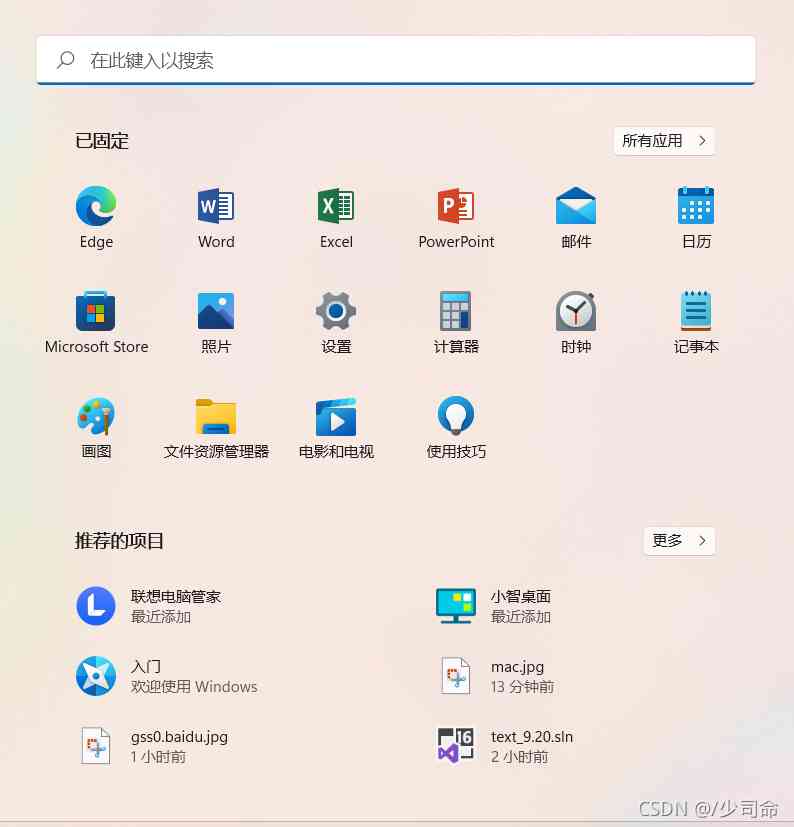 在此键入以搜索
已固定
所有应用
Edge
Word
Excel
PowerPoint
邮件
日历
Microsoft Store
照片
设置
计算器
时钟
记事本
画图
文件资源管理器
电影和电视
使用技巧
推荐的项目
更多
联想电脑管家
最近添加
小智桌面
最近添加
入门
欢迎使用 Windows
mac.jpg
13 分钟前
gss0.baidu.jpg
1 小时前
16
text_9.20.sln
2 小时前
CSDN @/少司命